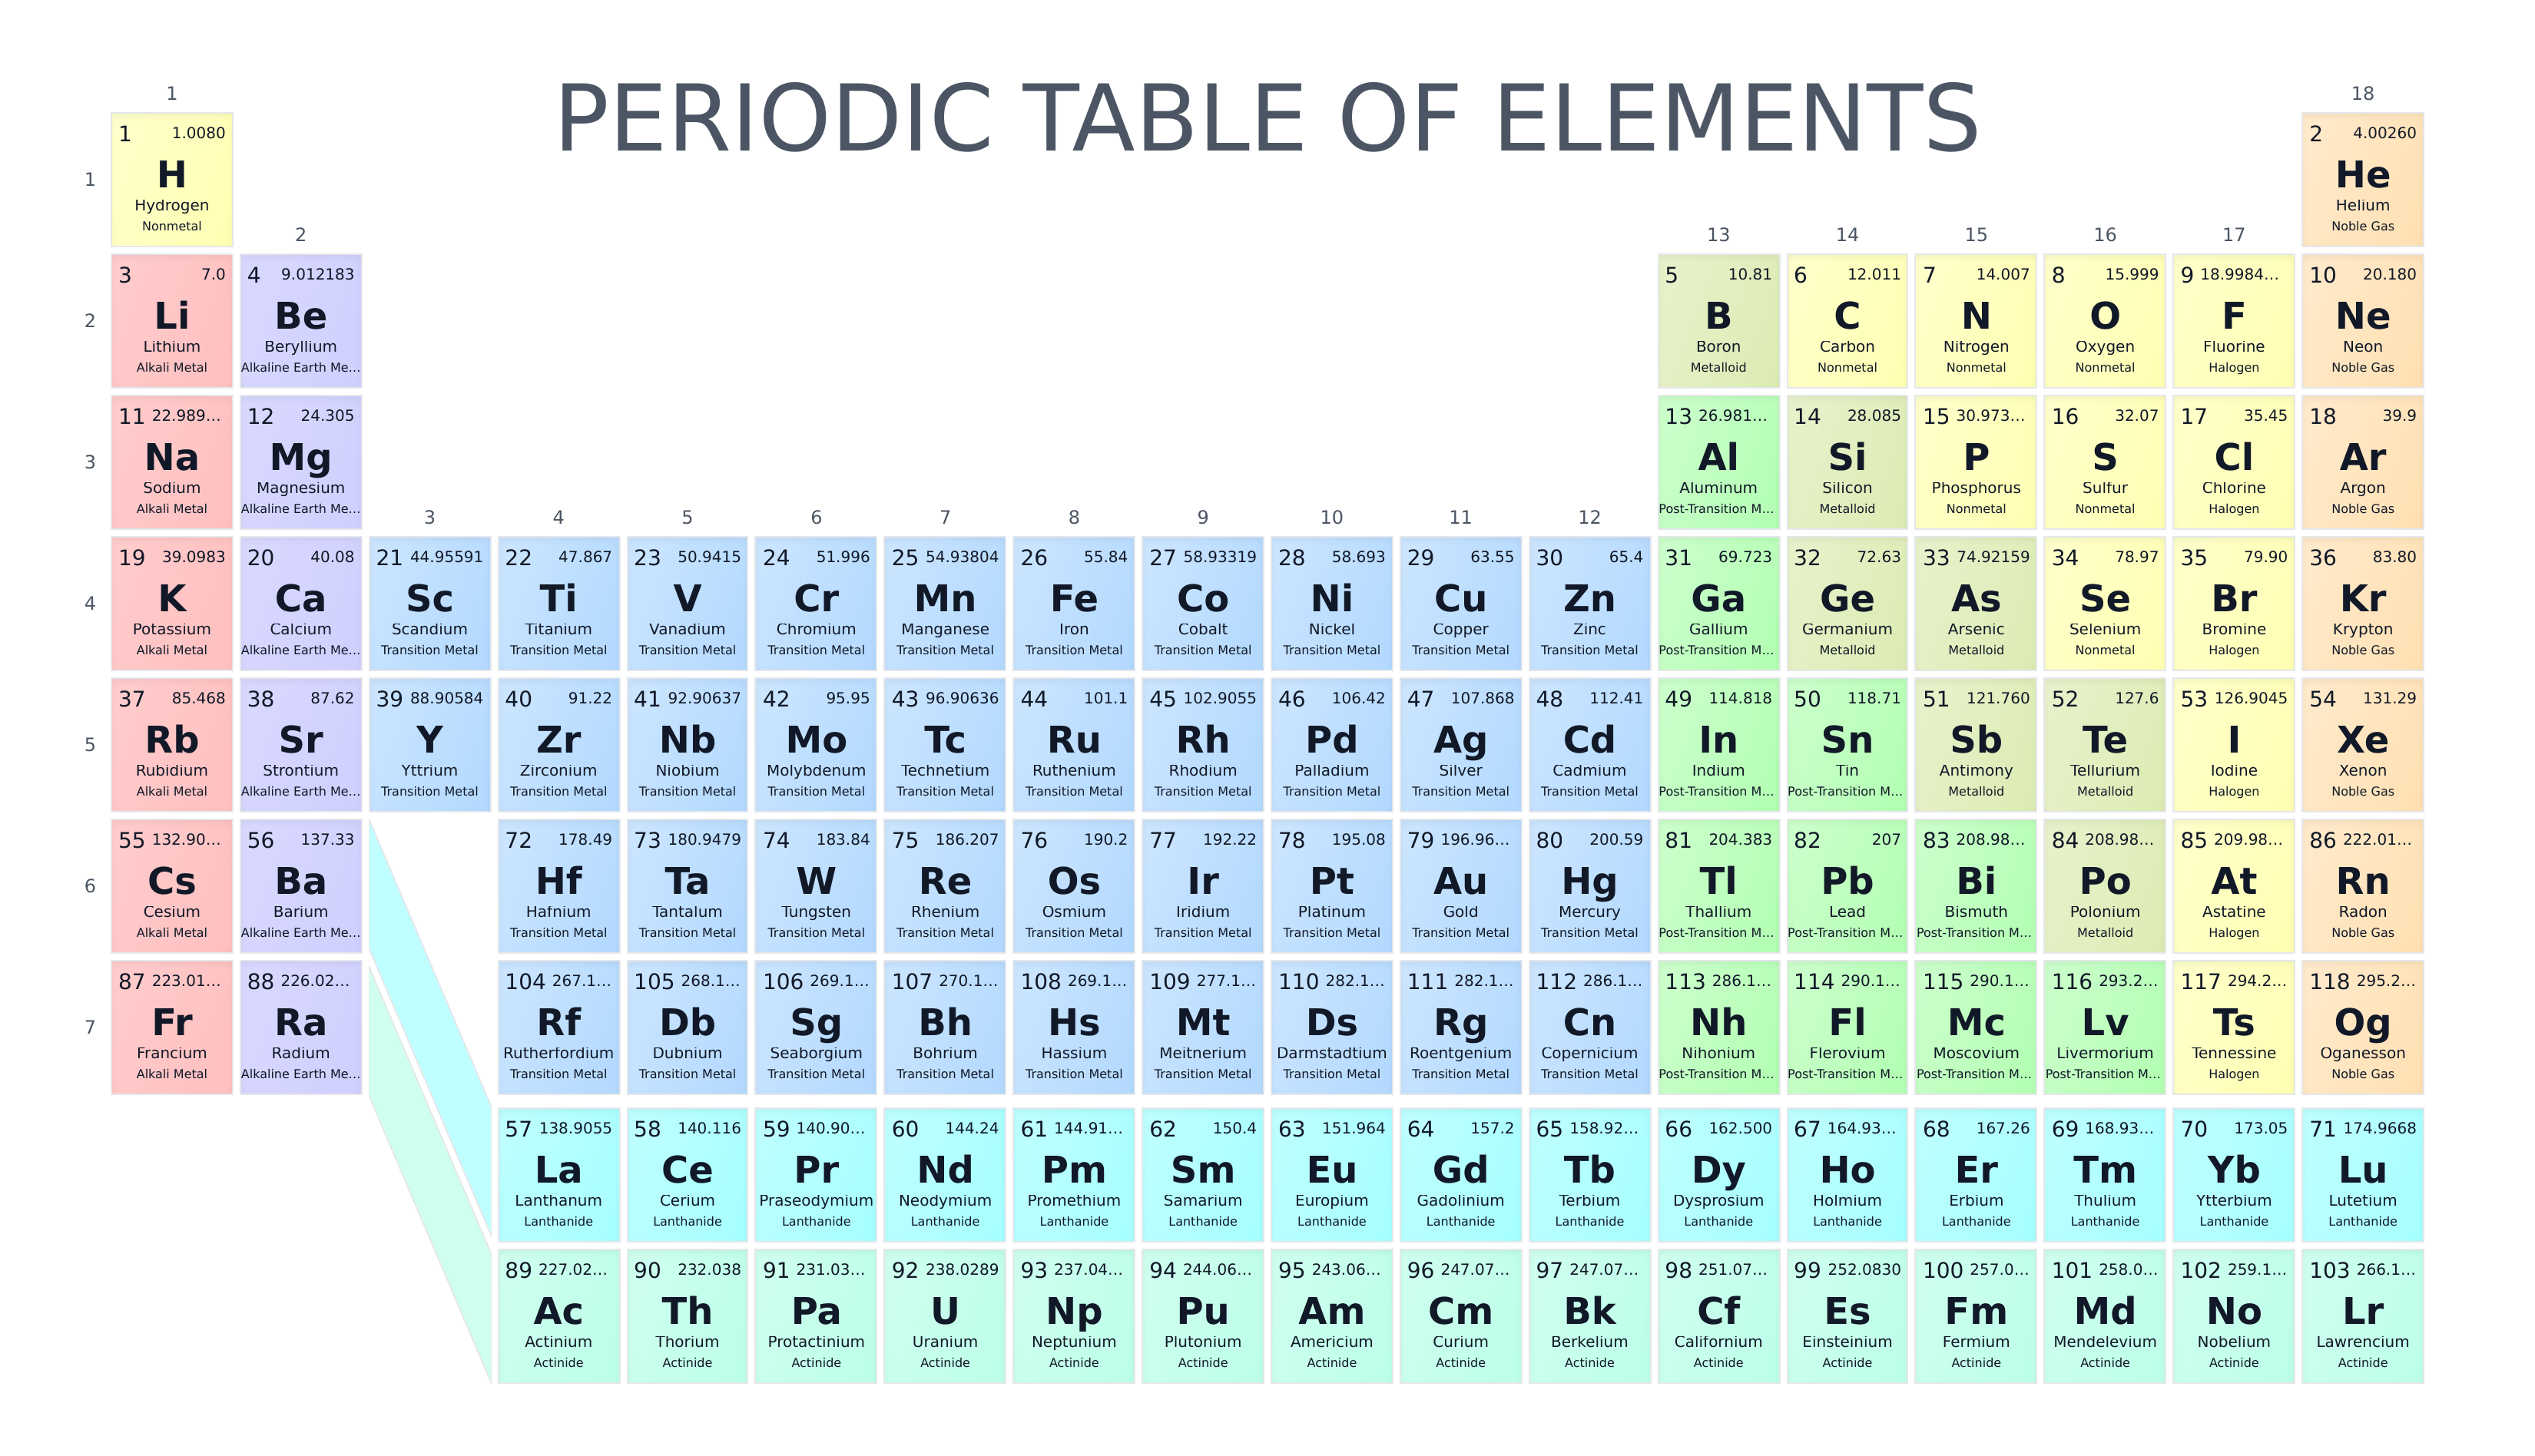 PERIODIC TABLE OF ELEMENTS
1 18
1
1 1.0080
H
Hydrogen
Nonmetal
2 4.00260
He
Helium
Noble Gas
2 13 14 15 16 17
2
3 7.0
Li
Lithium
Alkali Metal
4 9.012183
Be
Beryllium
Alkaline Earth Me...
5 10.81
B
Boron
Metalloid
6 12.011
C
Carbon
Nonmetal
7 14.007
N
Nitrogen
Nonmetal
8 15.999
O
Oxygen
Nonmetal
9 18.9984...
F
Fluorine
Halogen
10 20.180
Ne
Neon
Noble Gas
3
11 22.989...
Na
Sodium
Alkali Metal
12 24.305
Mg
Magnesium
Alkaline Earth Me...
13 26.981...
Al
Aluminum
Post-Transition M...
14 28.085
Si
Silicon
Metalloid
15 30.973...
P
Phosphorus
Nonmetal
16 32.07
S
Sulfur
Nonmetal
17 35.45
Cl
Chlorine
Halogen
18 39.9
Ar
Argon
Noble Gas
3 4 5 6 7 8 9 10 11 12
4
19 39.0983
K
Potassium
Alkali Metal
20 40.08
Ca
Calcium
Alkaline Earth Me...
21 44.95591
Sc
Scandium
Transition Metal
22 47.867
Ti
Titanium
Transition Metal
23 50.9415
V
Vanadium
Transition Metal
24 51.996
Cr
Chromium
Transition Metal
25 54.93804
Mn
Manganese
Transition Metal
26 55.84
Fe
Iron
Transition Metal
27 58.93319
Co
Cobalt
Transition Metal
28 58.693
Ni
Nickel
Transition Metal
29 63.55
Cu
Copper
Transition Metal
30 65.4
Zn
Zinc
Transition Metal
31 69.723
Ga
Gallium
Post-Transition M...
32 72.63
Ge
Germanium
Metalloid
33 74.92159
As
Arsenic
Metalloid
34 78.97
Se
Selenium
Nonmetal
35 79.90
Br
Bromine
Halogen
36 83.80
Kr
Krypton
Noble Gas
5
37 85.468
Rb
Rubidium
Alkali Metal
38 87.62
Sr
Strontium
Alkaline Earth Me...
39 88.90584
Y
Yttrium
Transition Metal
40 91.22
Zr
Zirconium
Transition Metal
41 92.90637
Nb
Niobium
Transition Metal
42 95.95
Mo
Molybdenum
Transition Metal
43 96.90636
Tc
Technetium
Transition Metal
44 101.1
Ru
Ruthenium
Transition Metal
45 102.9055
Rh
Rhodium
Transition Metal
46 106.42
Pd
Palladium
Transition Metal
47 107.868
Ag
Silver
Transition Metal
48 112.41
Cd
Cadmium
Transition Metal
49 114.818
In
Indium
Post-Transition M...
50 118.71
Sn
Tin
Post-Transition M...
51 121.760
Sb
Antimony
Metalloid
52 127.6
Te
Tellurium
Metalloid
53 126.9045
I
Iodine
Halogen
54 131.29
Xe
Xenon
Noble Gas
6
55 132.90...
Cs
Cesium
Alkali Metal
56 137.33
Ba
Barium
Alkaline Earth Me...
72 178.49
Hf
Hafnium
Transition Metal
73 180.9479
Ta
Tantalum
Transition Metal
74 183.84
W
Tungsten
Transition Metal
75 186.207
Re
Rhenium
Transition Metal
76 190.2
Os
Osmium
Transition Metal
77 192.22
Ir
Iridium
Transition Metal
78 195.08
Pt
Platinum
Transition Metal
79 196.96...
Au
Gold
Transition Metal
80 200.59
Hg
Mercury
Transition Metal
81 204.383
Tl
Thallium
Post-Transition M...
82 207
Pb
Lead
Post-Transition M...
83 208.98...
Bi
Bismuth
Post-Transition M...
84 208.98...
Po
Polonium
Metalloid
85 209.98...
At
Astatine
Halogen
86 222.01...
Rn
Radon
Noble Gas
7
87 223.01...
Fr
Francium
Alkali Metal
88 226.02...
Ra
Radium
Alkaline Earth Me...
104 267.1...
Rf
Rutherfordium
Transition Metal
105 268.1...
Db
Dubnium
Transition Metal
106 269.1...
Sg
Seaborgium
Transition Metal
107 270.1...
Bh
Bohrium
Transition Metal
108 269.1...
Hs
Hassium
Transition Metal
109 277.1...
Mt
Meitnerium
Transition Metal
110 282.1...
Ds
Darmstadtium
Transition Metal
111 282.1...
Rg
Roentgenium
Transition Metal
112 286.1...
Cn
Copernicium
Transition Metal
113 286.1...
Nh
Nihonium
Post-Transition M...
114 290.1...
Fl
Flerovium
Post-Transition M...
115 290.1...
Mc
Moscovium
Post-Transition M...
116 293.2...
Lv
Livermorium
Post-Transition M...
117 294.2...
Ts
Tennessine
Halogen
118 295.2...
Og
Oganesson
Noble Gas
57 138.9055
La
Lanthanum
Lanthanide
58 140.116
Ce
Cerium
Lanthanide
59 140.90...
Pr
Praseodymium
Lanthanide
60 144.24
Nd
Neodymium
Lanthanide
61 144.91...
Pm
Promethium
Lanthanide
62 150.4
Sm
Samarium
Lanthanide
63 151.964
Eu
Europium
Lanthanide
64 157.2
Gd
Gadolinium
Lanthanide
65 158.92...
Tb
Terbium
Lanthanide
66 162.500
Dy
Dysprosium
Lanthanide
67 164.93...
Ho
Holmium
Lanthanide
68 167.26
Er
Erbium
Lanthanide
69 168.93...
Tm
Thulium
Lanthanide
70 173.05
Yb
Ytterbium
Lanthanide
71 174.9668
Lu
Lutetium
Lanthanide
89 227.02...
Ac
Actinium
Actinide
90 232.038
Th
Thorium
Actinide
91 231.03...
Pa
Protactinium
Actinide
92 238.0289
U
Uranium
Actinide
93 237.04...
Np
Neptunium
Actinide
94 244.06...
Pu
Plutonium
Actinide
95 243.06...
Am
Americium
Actinide
96 247.07...
Cm
Curium
Actinide
97 247.07...
Bk
Berkelium
Actinide
98 251.07...
Cf
Californium
Actinide
99 252.0830
Es
Einsteinium
Actinide
100 257.0...
Fm
Fermium
Actinide
101 258.0...
Md
Mendelevium
Actinide
102 259.1...
No
Nobelium
Actinide
103 266.1...
Lr
Lawrencium
Actinide